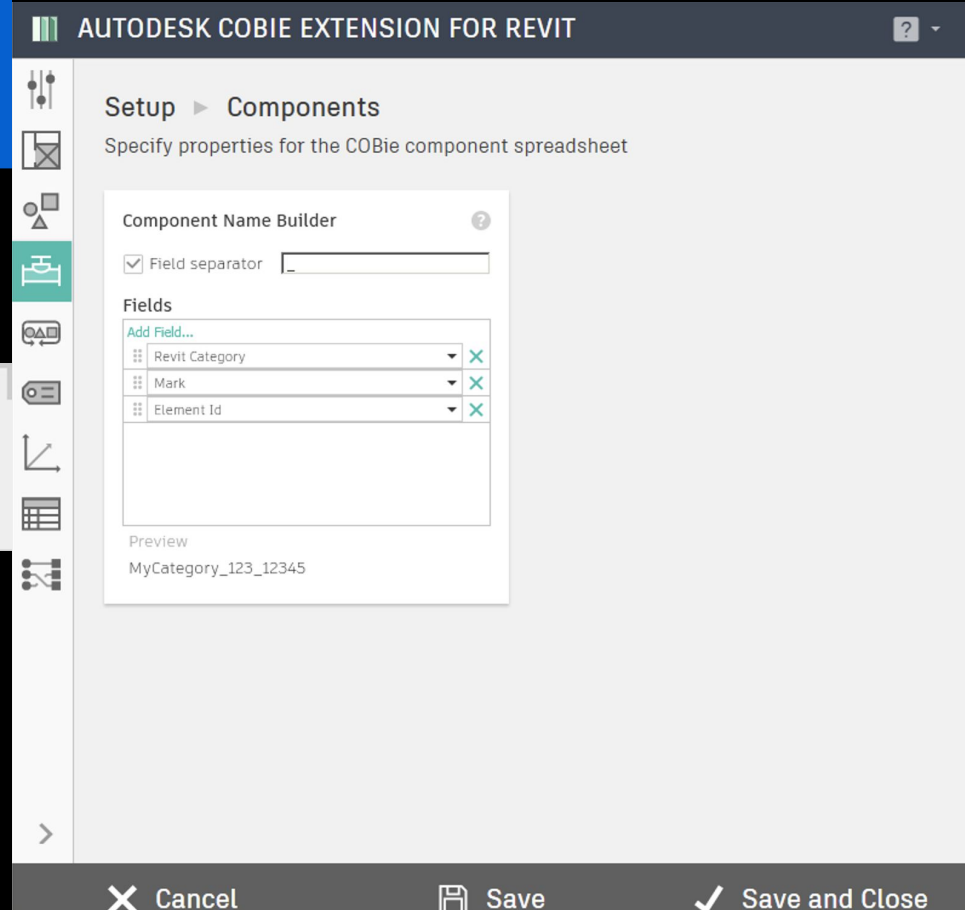 AUTODESK COBIE EXTENSION FOR REVIT
?
Setup ▶ Components
Specify properties for the COBie component spreadsheet
Component Name Builder
?
Field separator _
Fields
Add Field...
Revit Category
Mark
Element Id
Preview
MyCategory_123_12345
Cancel
Save
Save and Close